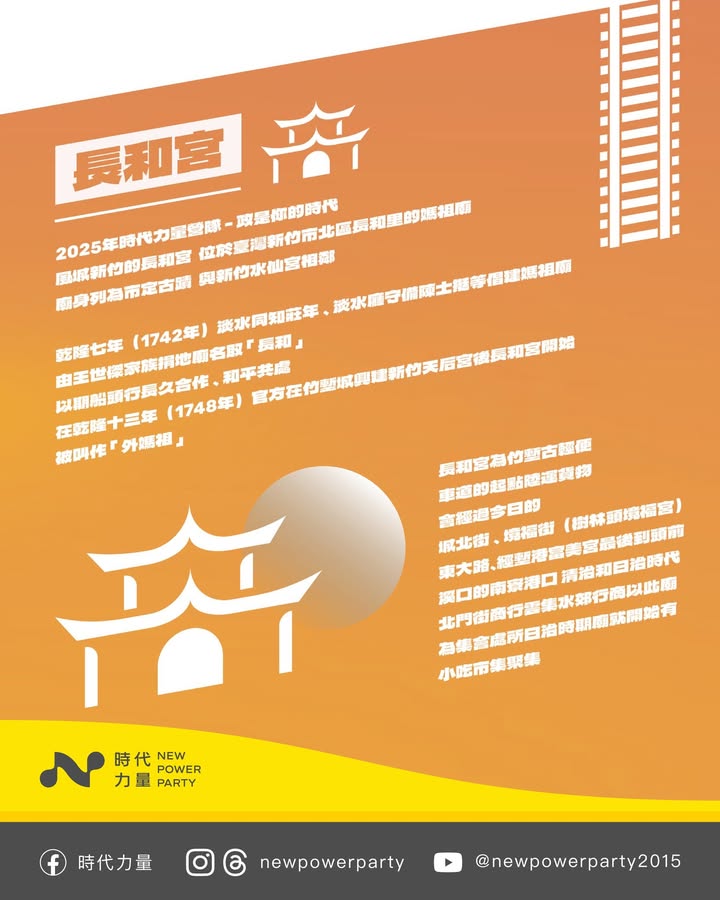 長和宮
2025年時代力量營隊-政是你的時代
風城新竹的長和宮 位於臺灣新竹市北區長和里的媽祖廟
廟身列為市定古蹟 與新竹水仙宮相鄰
乾隆七年（1742年）淡水同知莊年、淡水廳守備陳士挺等倡建媽祖廟
由王世傑家族捐地廟名取「長和」
以期船頭行長久合作、和平共處
在乾隆十三年（1748年）官方在竹塹城興建新竹天后宮後長和宮開始
被叫作「外媽祖」
長和宮為竹塹古輕便
車道的起點陸運貨物
會經過今日的
城北街、境福街（樹林頭境福宮）
東大路、經塹港富美宮最後到頭前
溪口的南寮港口 清治和日治時代
北門街商行雲集水郊行商以此廟
為集會處所日治時期廟就開始有
小吃市集聚集
時代力量 NEW POWER PARTY
時代力量 newpowerparty @newpowerparty2015